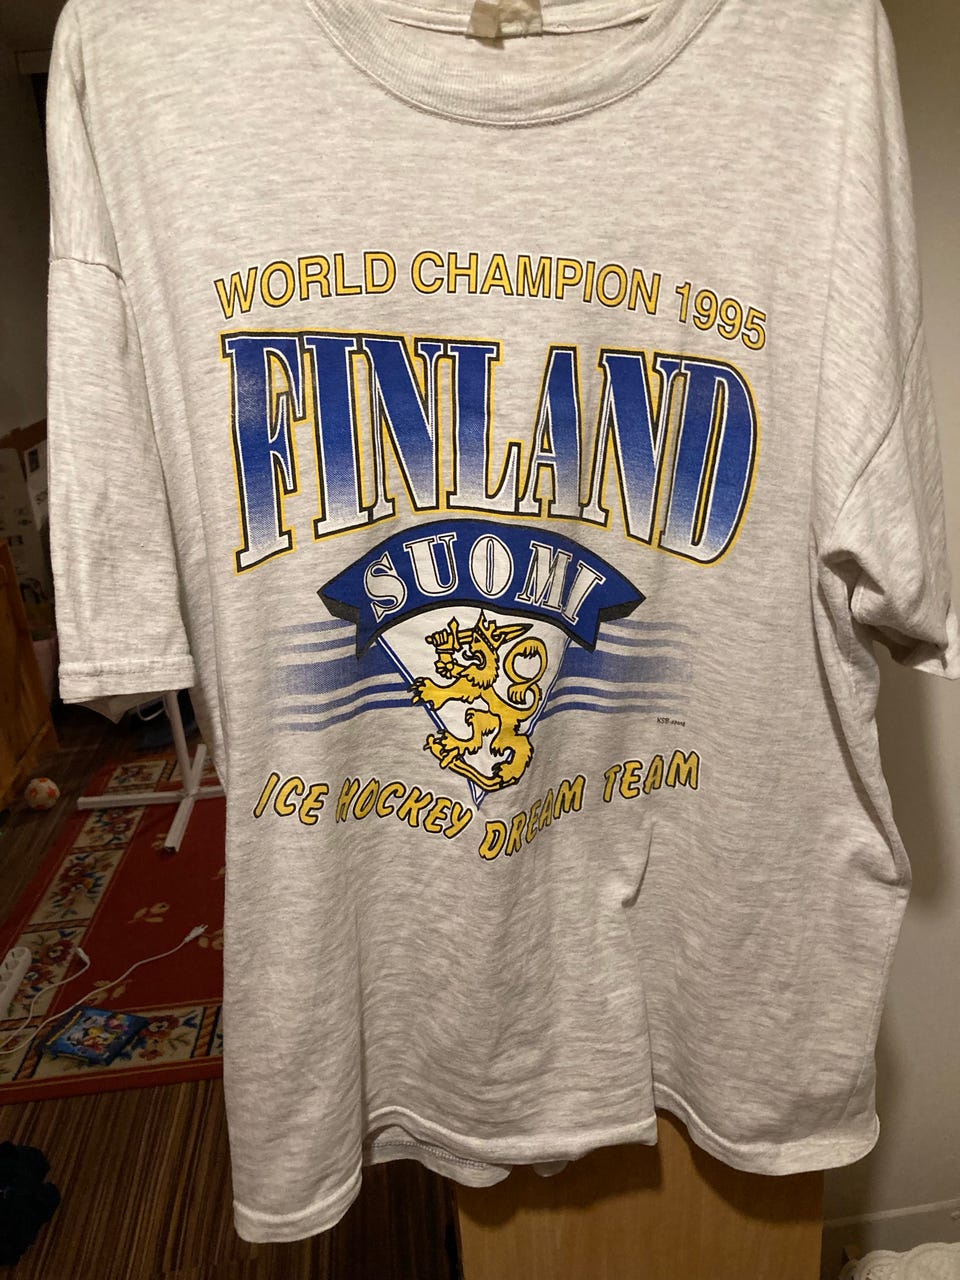 WORLD CHAMPION 1995
FINLAND
SUOMI
ICE HOCKEY DREAM TEAM